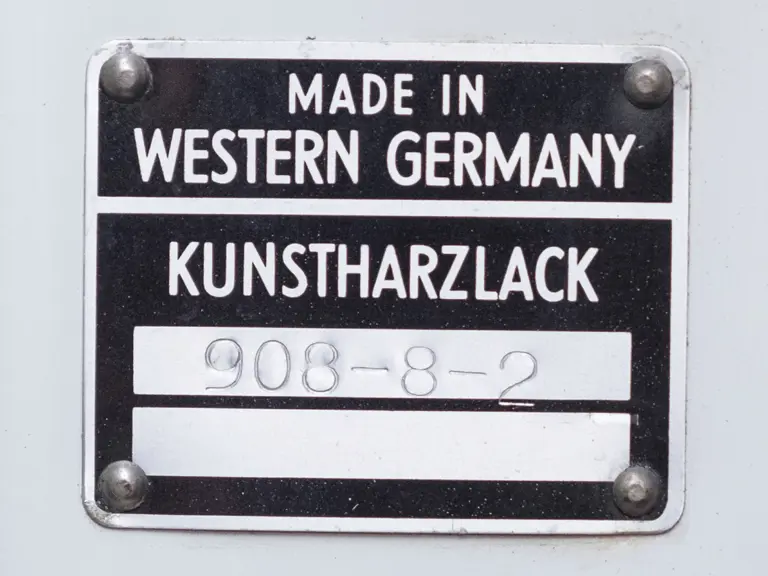 MADE IN
WESTERN GERMANY
KUNSTHARZLACK
908-8-2